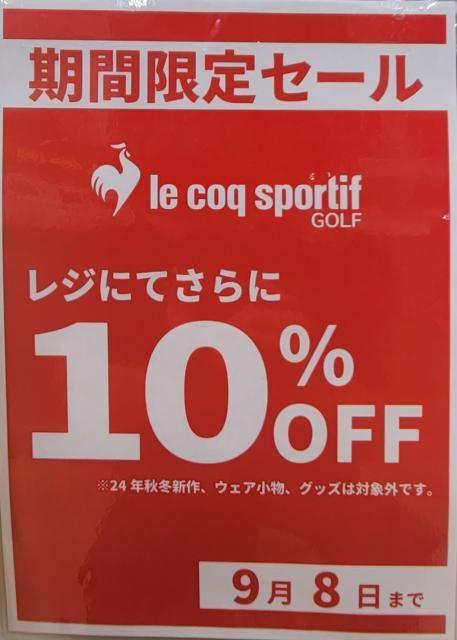 期間限定セール
le coq sportif
GOLF
レジにてさらに
10%OFF
※24年秋冬新作、ウェア小物、グッズは対象外です。
9月8日まで